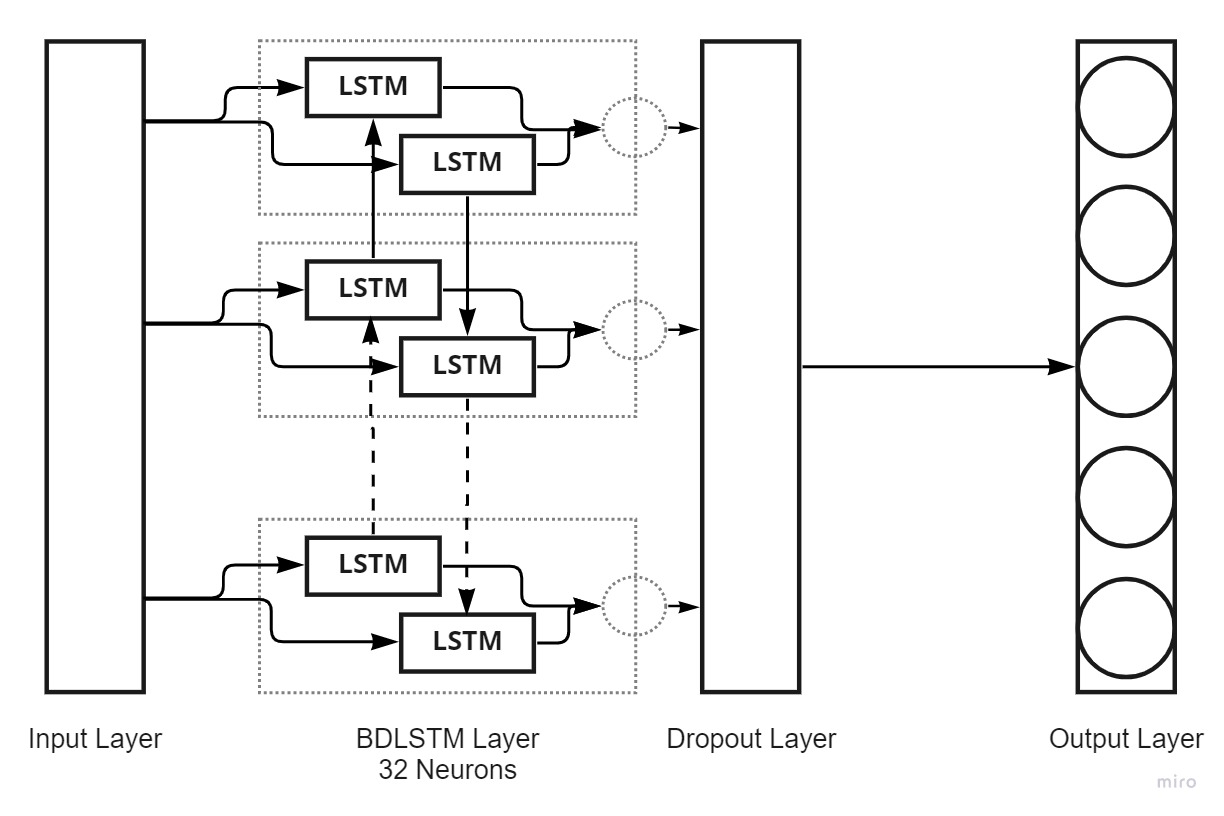 LSTM
LSTM
LSTM
LSTM
LSTM
LSTM
Input Layer
BDLSTM Layer
32 Neurons
Dropout Layer
Output Layer
miro